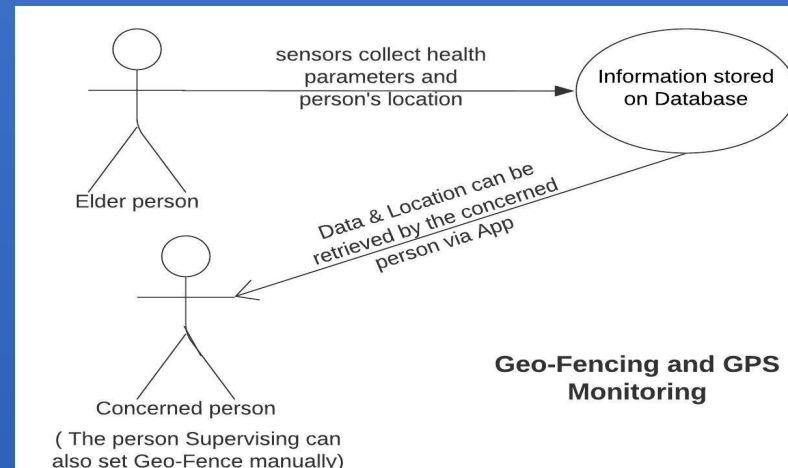 sensors collect health
parameters and
person's location
Information stored
on Database
Elder person
Data & Location can be
retrieved by the concerned
person via App
Concerned person
( The person Supervising can
also set Geo-Fence manually)
Geo-Fencing and GPS
Monitoring